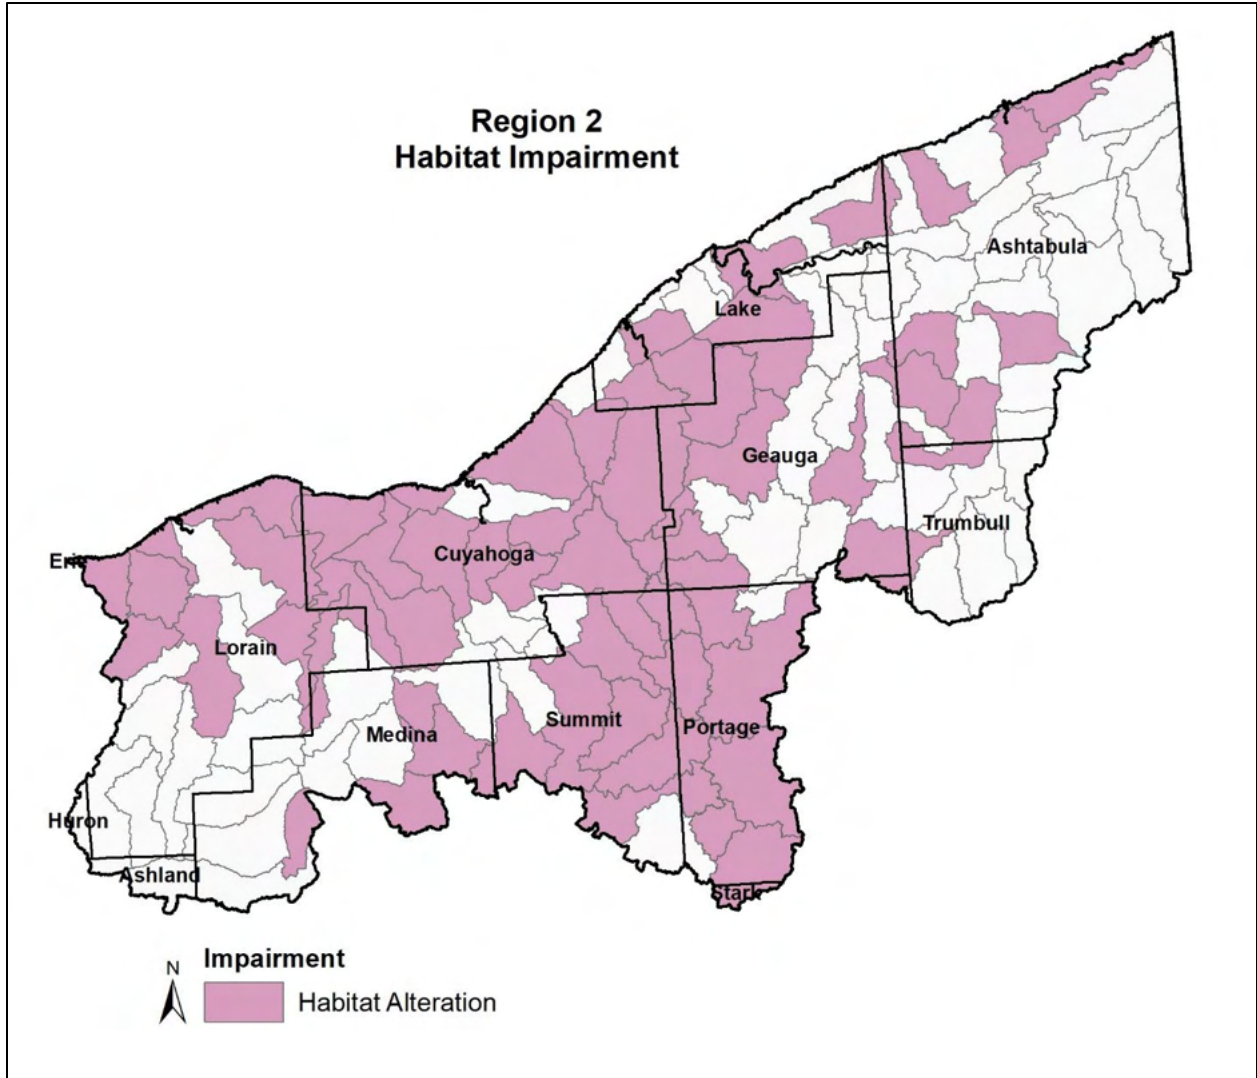 Region 2
Habitat Impairment
Ashtabula
Lake
Geauga
Trumbull
Cuyahoga
Erie
Lorain
Summit
Portage
Medina
Huron
Ashland
Stark
Impairment
N
Habitat Alteration